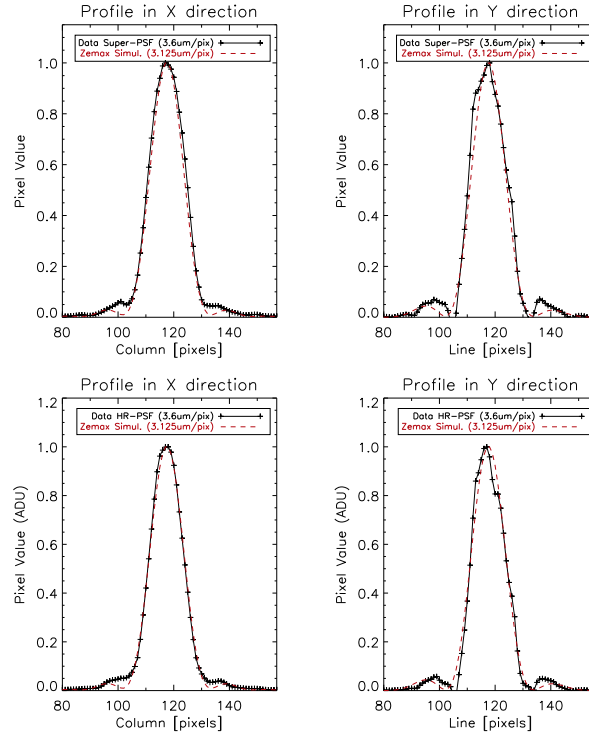 Profile in X direction
Data Super-PSF (3.6um/pix)
Zemax Simul. (3.125um/pix)
Pixel Value
1.0
0.8
0.6
0.4
0.2
0.0
80 100 120 140
Column [pixels]
Profile in Y direction
Data Super-PSF (3.6um/pix)
Zemax Simul. (3.125um/pix)
Pixel Value
1.0
0.8
0.6
0.4
0.2
0.0
80 100 120 140
Line [pixels]
Profile in X direction
Data HR-PSF (3.6um/pix)
Zemax Simul. (3.125um/pix)
Pixel Value (ADU)
1.2
1.0
0.8
0.6
0.4
0.2
0.0
80 100 120 140
Column [pixels]
Profile in Y direction
Data HR-PSF (3.6um/pix)
Zemax Simul. (3.125um/pix)
Pixel Value (ADU)
1.2
1.0
0.8
0.6
0.4
0.2
0.0
80 100 120 140
Line [pixels]